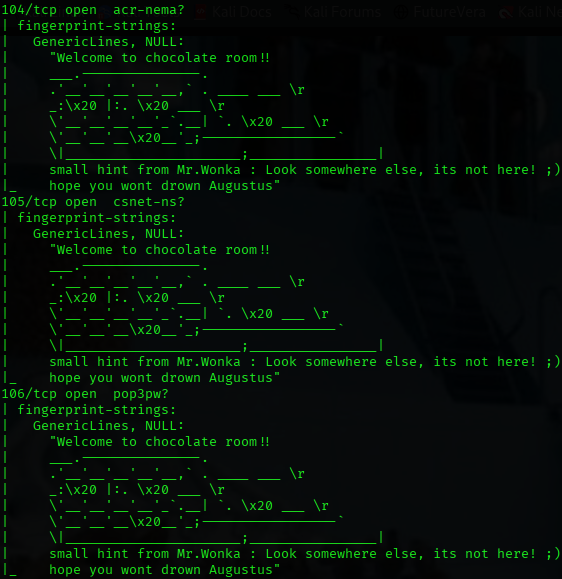 Kali Docs Kali Forums FutureVera Kali Ne
104/tcp open  acr-nema?
| fingerprint-strings:
|   GenericLines, NULL:
|     "Welcome to chocolate room!!
|     ___.---------------.
|     .'__'__'__'__'__,` . ____ ___ \r
|     _:\x20 |:. \x20 ___ \r
|     \'__'__'__'__'_`.__| `. \x20 ___ \r
|     \'__'__'__\x20__'_;-----------------`
|     \|______________________;________________|
|     small hint from Mr.Wonka : Look somewhere else, its not here! ;)
|_    hope you wont drown Augustus"
105/tcp open  csnet-ns?
| fingerprint-strings:
|   GenericLines, NULL:
|     "Welcome to chocolate room!!
|     ___.---------------.
|     .'__'__'__'__'__,` . ____ ___ \r
|     _:\x20 |:. \x20 ___ \r
|     \'__'__'__'__'_`.__| `. \x20 ___ \r
|     \'__'__'__\x20__'_;-----------------`
|     \|______________________;________________|
|     small hint from Mr.Wonka : Look somewhere else, its not here! ;)
|_    hope you wont drown Augustus"
106/tcp open  pop3pw?
| fingerprint-strings:
|   GenericLines, NULL:
|     "Welcome to chocolate room!!
|     ___.---------------.
|     .'__'__'__'__'__,` . ____ ___ \r
|     _:\x20 |:. \x20 ___ \r
|     \'__'__'__'__'_`.__| `. \x20 ___ \r
|     \'__'__'__\x20__'_;-----------------`
|     \|______________________;________________|
|     small hint from Mr.Wonka : Look somewhere else, its not here! ;)
|_    hope you wont drown Augustus"